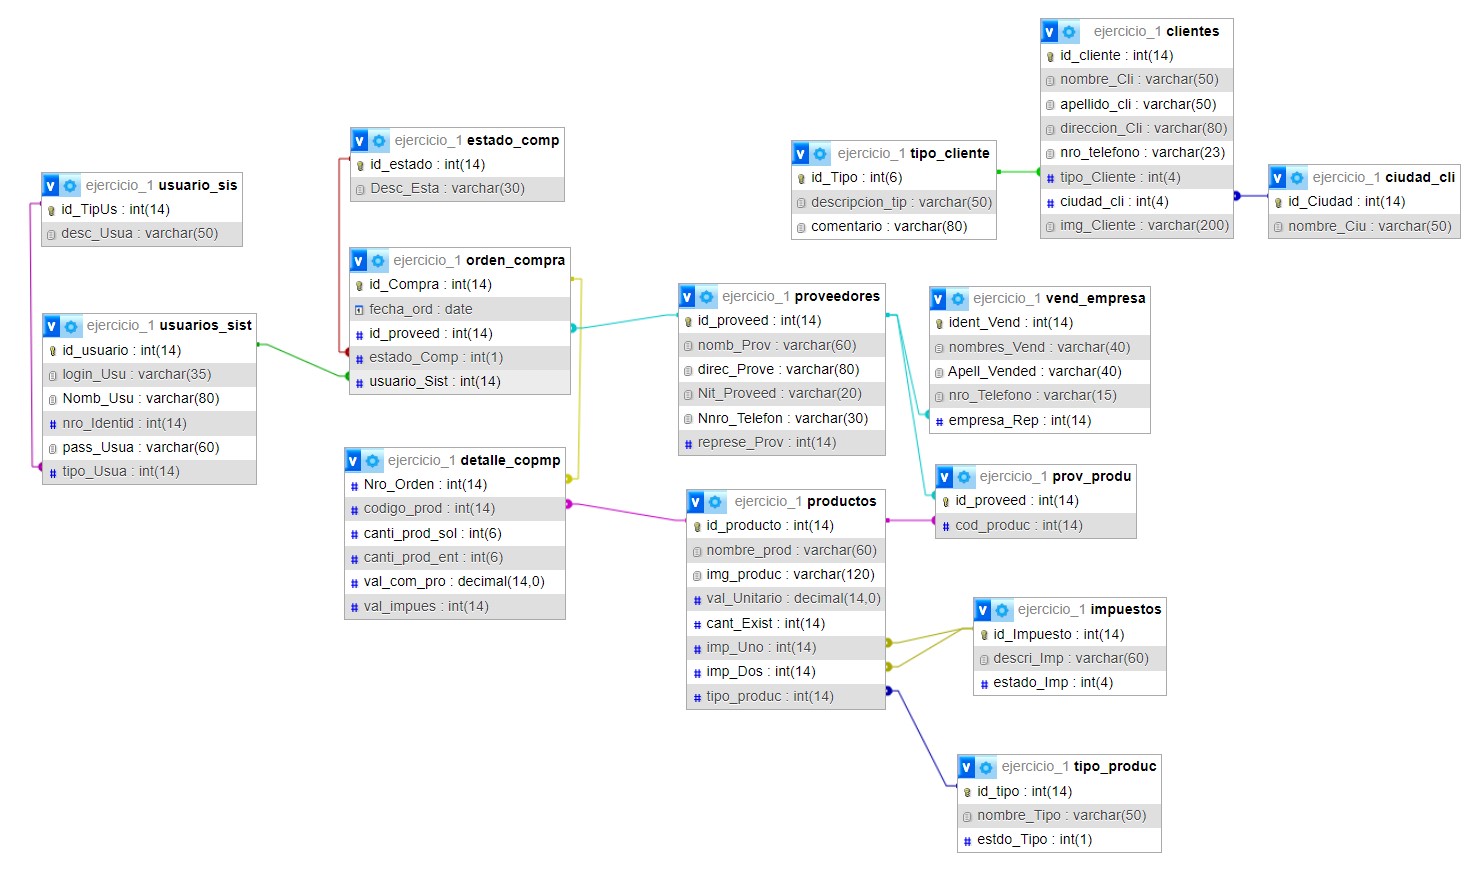 ejercicio_1 clientes
id_cliente : int(14)
nombre_Cli : varchar(50)
apellido_cli : varchar(50)
direccion_Cli : varchar(80)
nro_telefono : varchar(23)
tipo_Cliente : int(4)
ciudad_cli : int(4)
img_Cliente : varchar(200)
ejercicio_1 estado_comp
id_estado : int(14)
Desc_Esta : varchar(30)
ejercicio_1 tipo_cliente
id_Tipo : int(6)
descripcion_tip : varchar(50)
comentario : varchar(80)
ejercicio_1 ciudad_cli
id_Ciudad : int(14)
nombre_Ciu : varchar(50)
ejercicio_1 usuario_sis
id_TipUs : int(14)
desc_Usua : varchar(50)
ejercicio_1 orden_compra
id_Compra : int(14)
fecha_ord : date
id_proveed : int(14)
estado_Comp : int(1)
usuario_Sist : int(14)
ejercicio_1 proveedores
id_proveed : int(14)
nomb_Prov : varchar(60)
direc_Prove : varchar(80)
Nit_Proveed : varchar(20)
Nnro_Telefon : varchar(30)
represe_Prov : int(14)
ejercicio_1 vend_empresa
ident_Vend : int(14)
nombres_Vend : varchar(40)
Apell_Vended : varchar(40)
nro_Telefono : varchar(15)
empresa_Rep : int(14)
ejercicio_1 usuarios_sist
id_usuario : int(14)
login_Usu : varchar(35)
Nomb_Usu : varchar(80)
nro_Identid : int(14)
pass_Usua : varchar(60)
tipo_Usua : int(14)
ejercicio_1 detalle_copmp
Nro_Orden : int(14)
codigo_prod : int(14)
canti_prod_sol : int(6)
canti_prod_ent : int(6)
val_com_pro : decimal(14,0)
val_impues : int(14)
ejercicio_1 prov_produ
id_proveed : int(14)
cod_produc : int(14)
ejercicio_1 productos
id_producto : int(14)
nombre_prod : varchar(60)
img_produc : varchar(120)
val_Unitario : decimal(14,0)
cant_Exist : int(14)
imp_Uno : int(14)
imp_Dos : int(14)
tipo_produc : int(14)
ejercicio_1 impuestos
id_Impuesto : int(14)
descri_Imp : varchar(60)
estado_Imp : int(4)
ejercicio_1 tipo_produc
id_tipo : int(14)
nombre_Tipo : varchar(50)
estdo_Tipo : int(1)